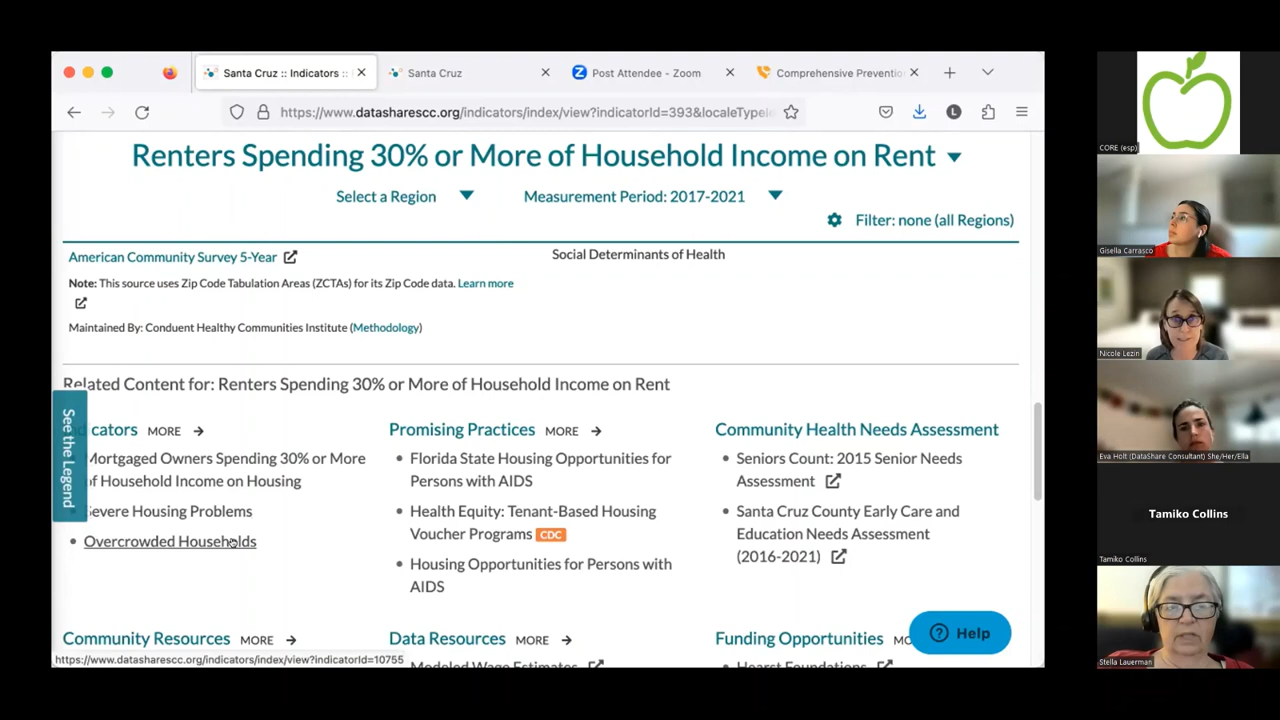 Santa Cruz :: Indicators ::
Santa Cruz
Post Attendee - Zoom
Comprehensive Preventio
https://www.datasharescc.org/indicators/index/view?indicatorId=393&localeTypeI
Renters Spending 30% or More of Household Income on Rent
Select a Region
Measurement Period: 2017-2021
Filter: none (all Regions)
American Community Survey 5-Year
Social Determinants of Health
Note: This source uses Zip Code Tabulation Areas (ZCTAs) for its Zip Code data. Learn more
Maintained By: Conduent Healthy Communities Institute (Methodology)
Related Content for: Renters Spending 30% or More of Household Income on Rent
See the Legend
cators MORE
Mortgaged Owners Spending 30% or More
of Household Income on Housing
Severe Housing Problems
Overcrowded Households
Promising Practices MORE
Florida State Housing Opportunities for
Persons with AIDS
Health Equity: Tenant-Based Housing
Voucher Programs CDC
Housing Opportunities for Persons with
AIDS
Community Health Needs Assessment
Seniors Count: 2015 Senior Needs
Assessment
Santa Cruz County Early Care and
Education Needs Assessment
(2016-2021)
Community Resources MORE
Data Resources MORE
Modeled Wage Estimates
Funding Opportunities MO
Hearst Foundations
Help
https://www.datasharescc.org/indicators/index/view?indicatorId=10755
CORE (esp)
Gisella Carrasco
Nicole Lezin
Eva Holt (DataShare Consultant) She/Her/Ella
Tamiko Collins
Tamiko Collins
Stella Lauerman